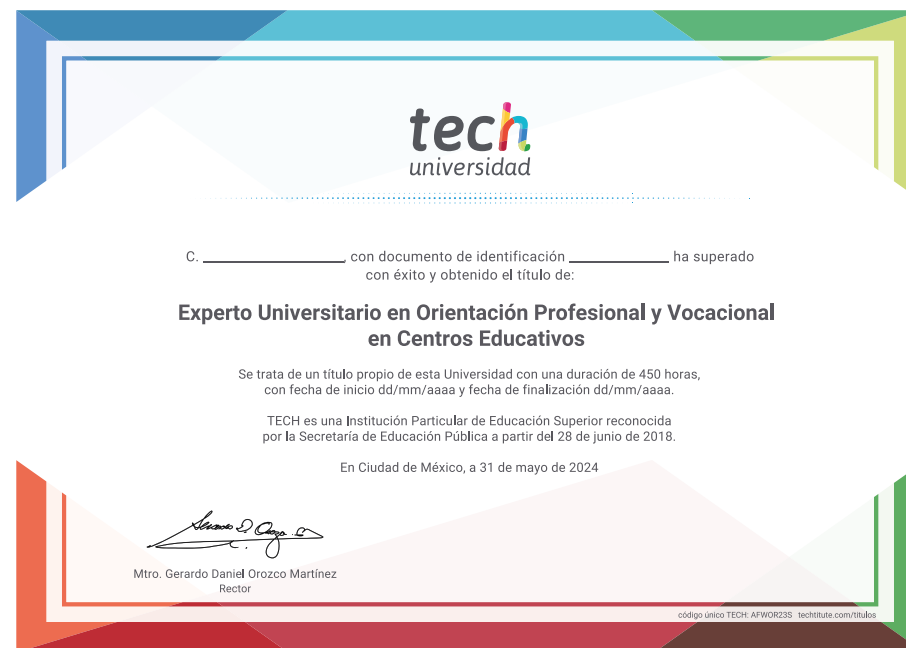 tech
universidad
C. ____________________, con documento de identificación ______________ ha superado
con éxito y obtenido el título de:
Experto Universitario en Orientación Profesional y Vocacional
en Centros Educativos
Se trata de un título propio de esta Universidad con una duración de 450 horas,
con fecha de inicio dd/mm/aaaa y fecha de finalización dd/mm/aaaa.
TECH es una Institución Particular de Educación Superior reconocida
por la Secretaría de Educación Pública a partir del 28 de junio de 2018.
En Ciudad de México, a 31 de mayo de 2024
Mtro. Gerardo Daniel Orozco Martínez
Rector
código único TECH: AFWOR23S techtitute.com/titulos